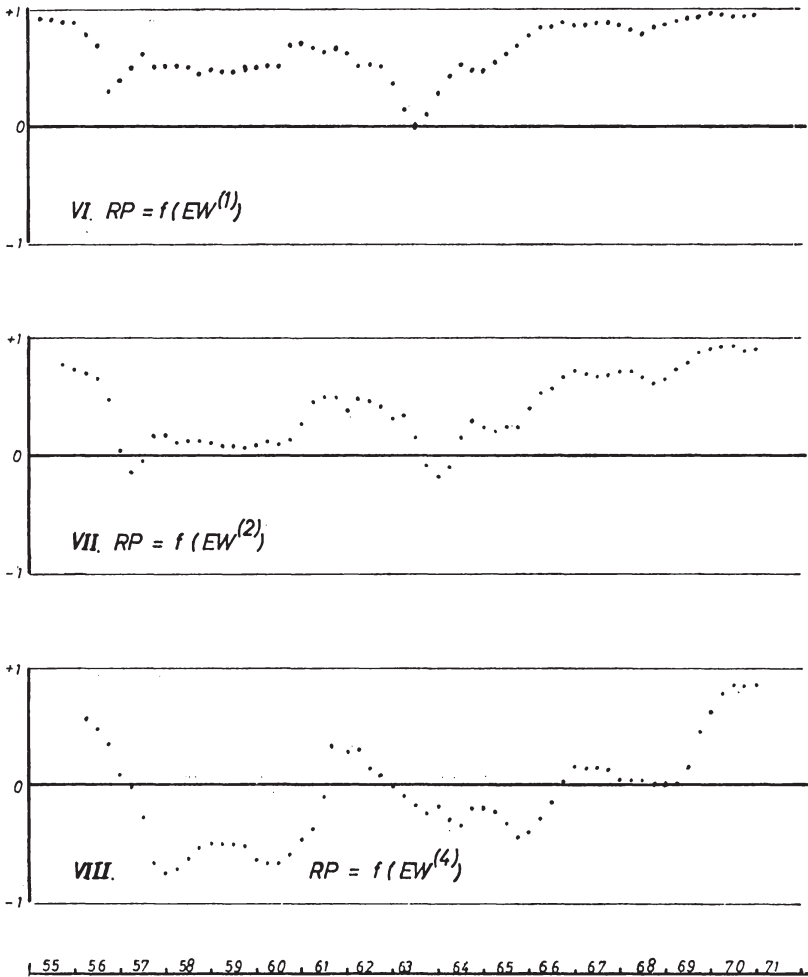 +1
0
VI. RP = f(EW(1))
-1
+1
0
VII. RP = f(EW(2))
-1
+1
0
VIII. RP = f(EW(4))
-1
55 56 57 58 59 60 61 62 63 64 65 66 67 68 69 70 71